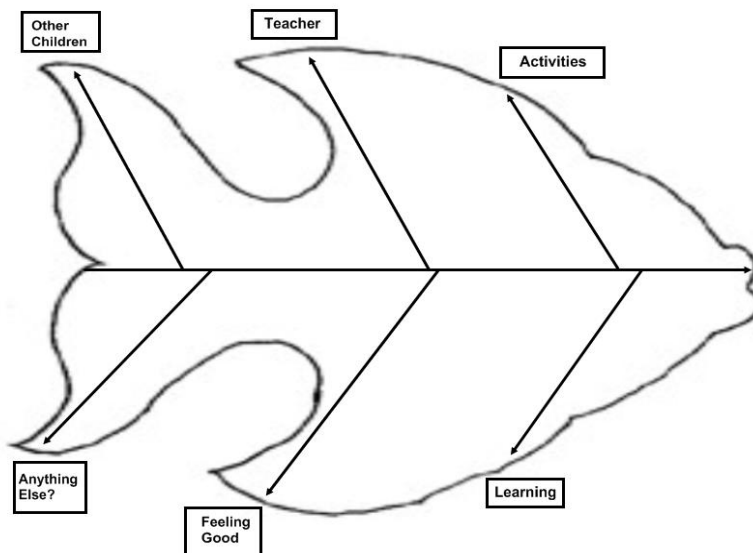 Other
Children
Teacher
Activities
Anything
Else?
Feeling
Good
Learning